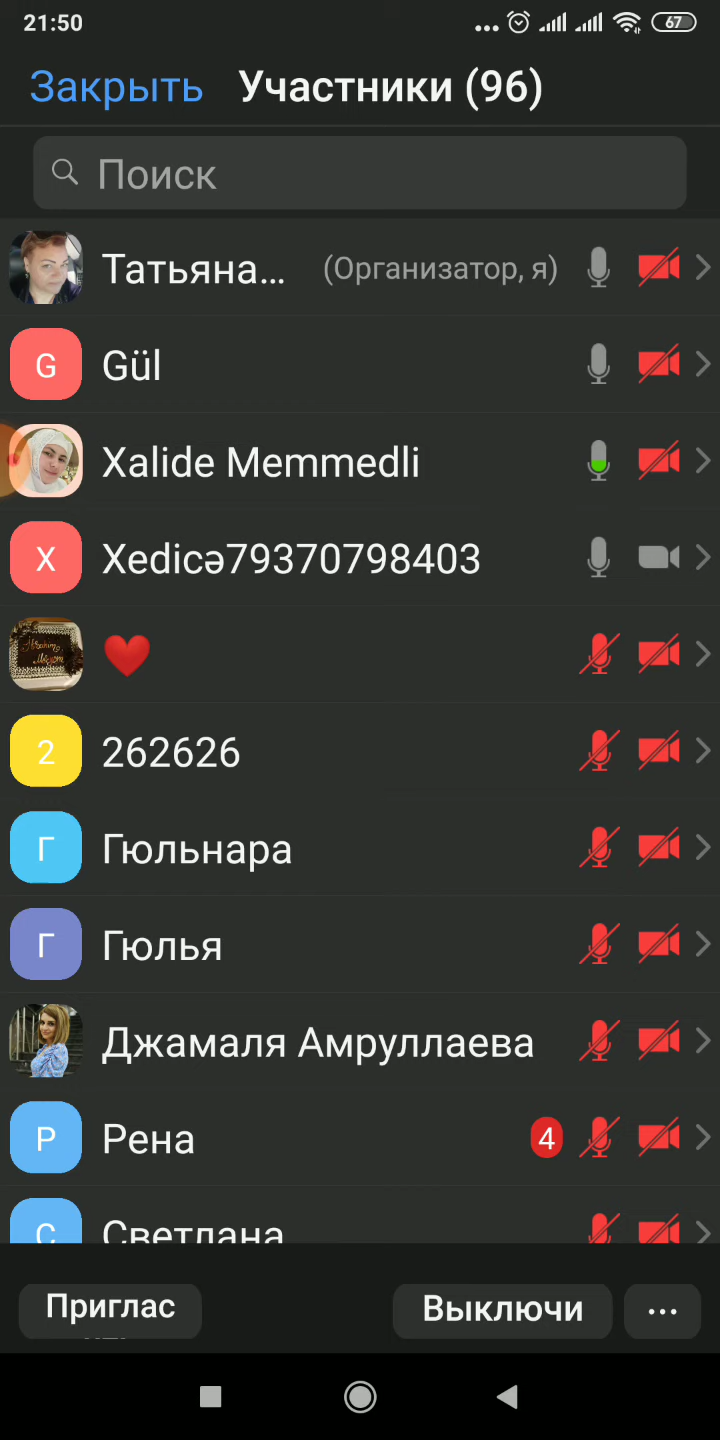 21:50
67
Закрыть Участники (96)
Поиск
Татьяна... (Организатор, я)
G Gül
Xalide Memmedli
X Xedicə79370798403
2 262626
Г Гюльнара
Г Гюлья
Джамаля Амруллаева
Р Рена 4
С Светлана
Приглас Выключи ...